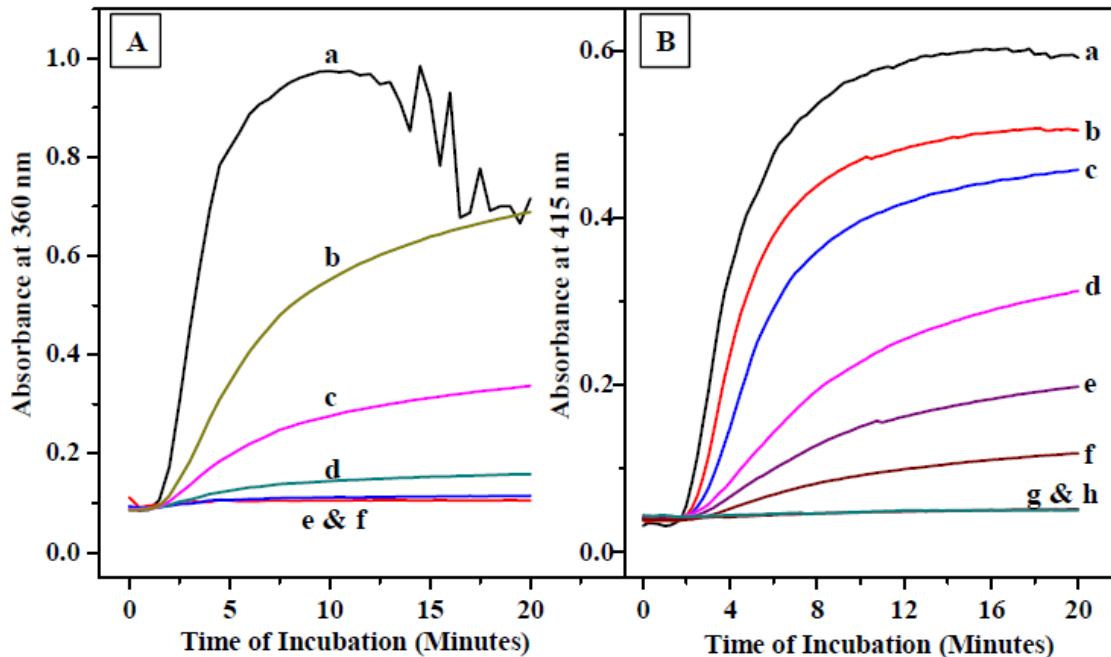 A
a
b
c
d
e & f
1.0
0.8
0.6
0.4
0.2
0.0
0
5
10
15
20
Absorbance at 360 nm
Time of Incubation (Minutes)
B
a
b
c
d
e
f
g & h
0.6
0.4
0.2
0.0
0
4
8
12
16
20
Absorbance at 415 nm
Time of Incubation (Minutes)